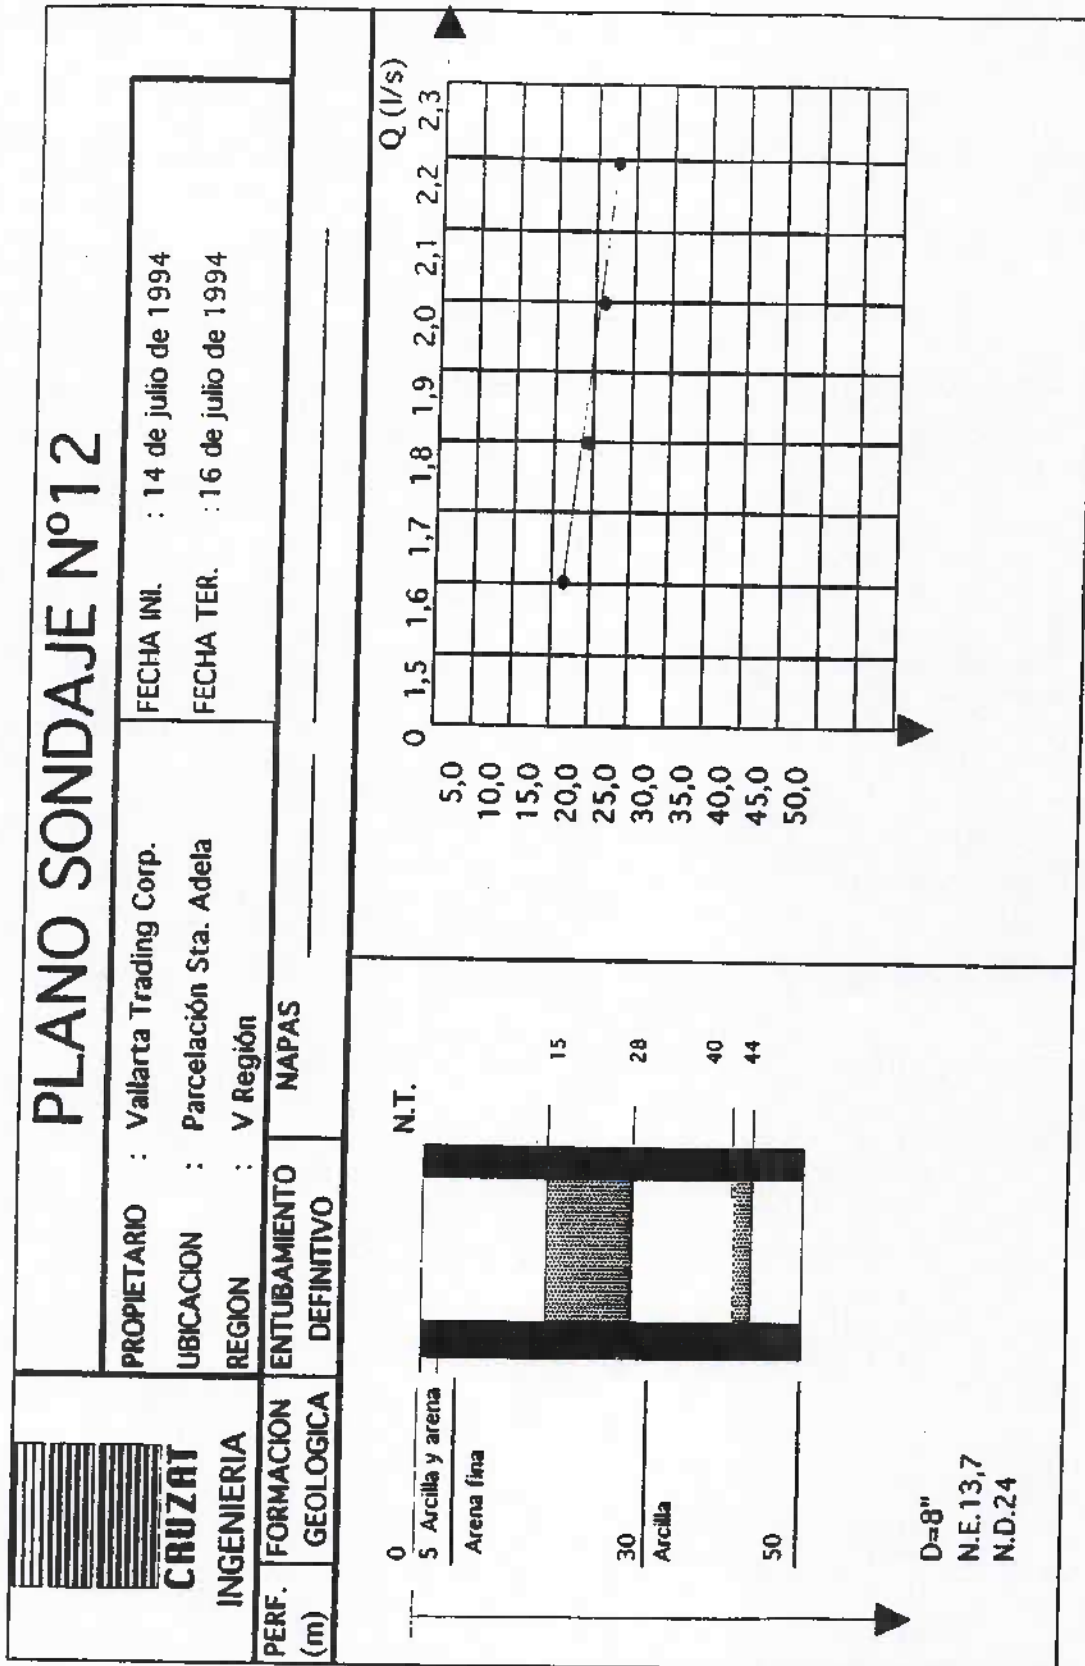 PLANO SONDAJE Nº12
CRUZAT
INGENIERIA
PROPIETARIO : Vallarta Trading Corp.
UBICACION : Parcelación Sta. Adela
REGION : V Región
FECHA INI. : 14 de julio de 1994
FECHA TER. : 16 de julio de 1994
PERF.
(m)
FORMACION
GEOLOGICA
ENTUBAMIENTO
DEFINITIVO
NAPAS
0
5 Arcilla y arena
Arena fina
30
Arcilla
50
N.T.
15
28
40
44
D=8"
N.E.13,7
N.D.24
Q (l/s)
0 1,5 1,6 1,7 1,8 1,9 2,0 2,1 2,2 2,3
5,0
10,0
15,0
20,0
25,0
30,0
35,0
40,0
45,0
50,0